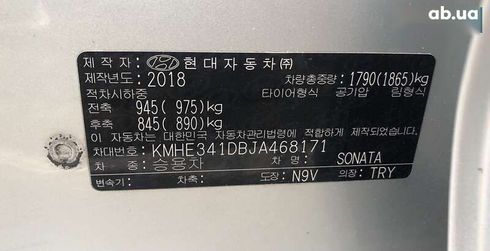 ав.ua
제 작 자 : 현대자동차㈜
제작년도: 2018 차량총중량: 1790(1865)kg
적차시하중 타이어형식 공기압 림형식
전축 945( 975)kg
후축 845( 890)kg
이 자동차는 대한민국 자동차관리법령에 적합하게 제작되었습니다.
차대번호: KMHE341DBJA468171
차 종 : 승용차 차 명 : SONATA
변속기: 차축: 도장: N9V 의장: TRY